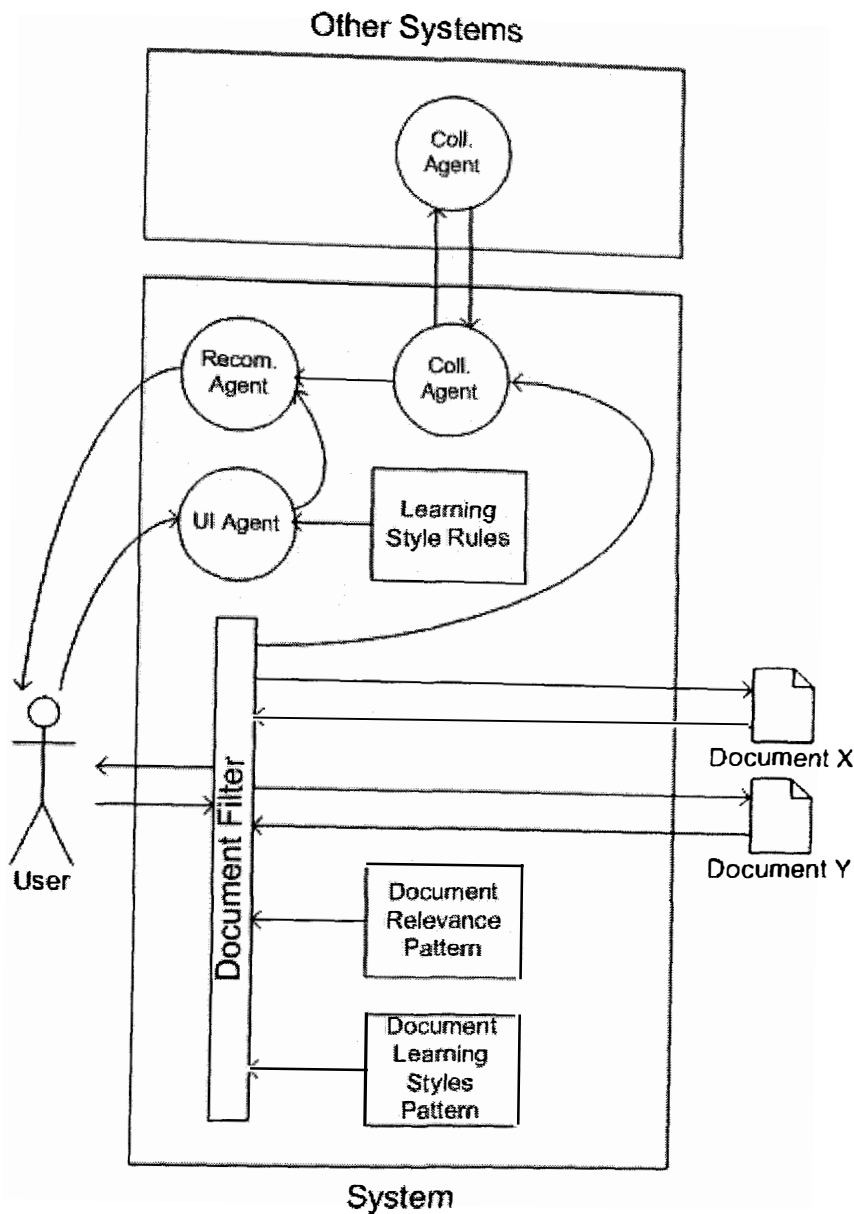 Other Systems
Coll.
Agent
Recom.
Agent
Coll.
Agent
UI Agent
Learning
Style Rules
Document Filter
Document X
Document Y
User
Document
Relevance
Pattern
Document
Learning
Styles
Pattern
System